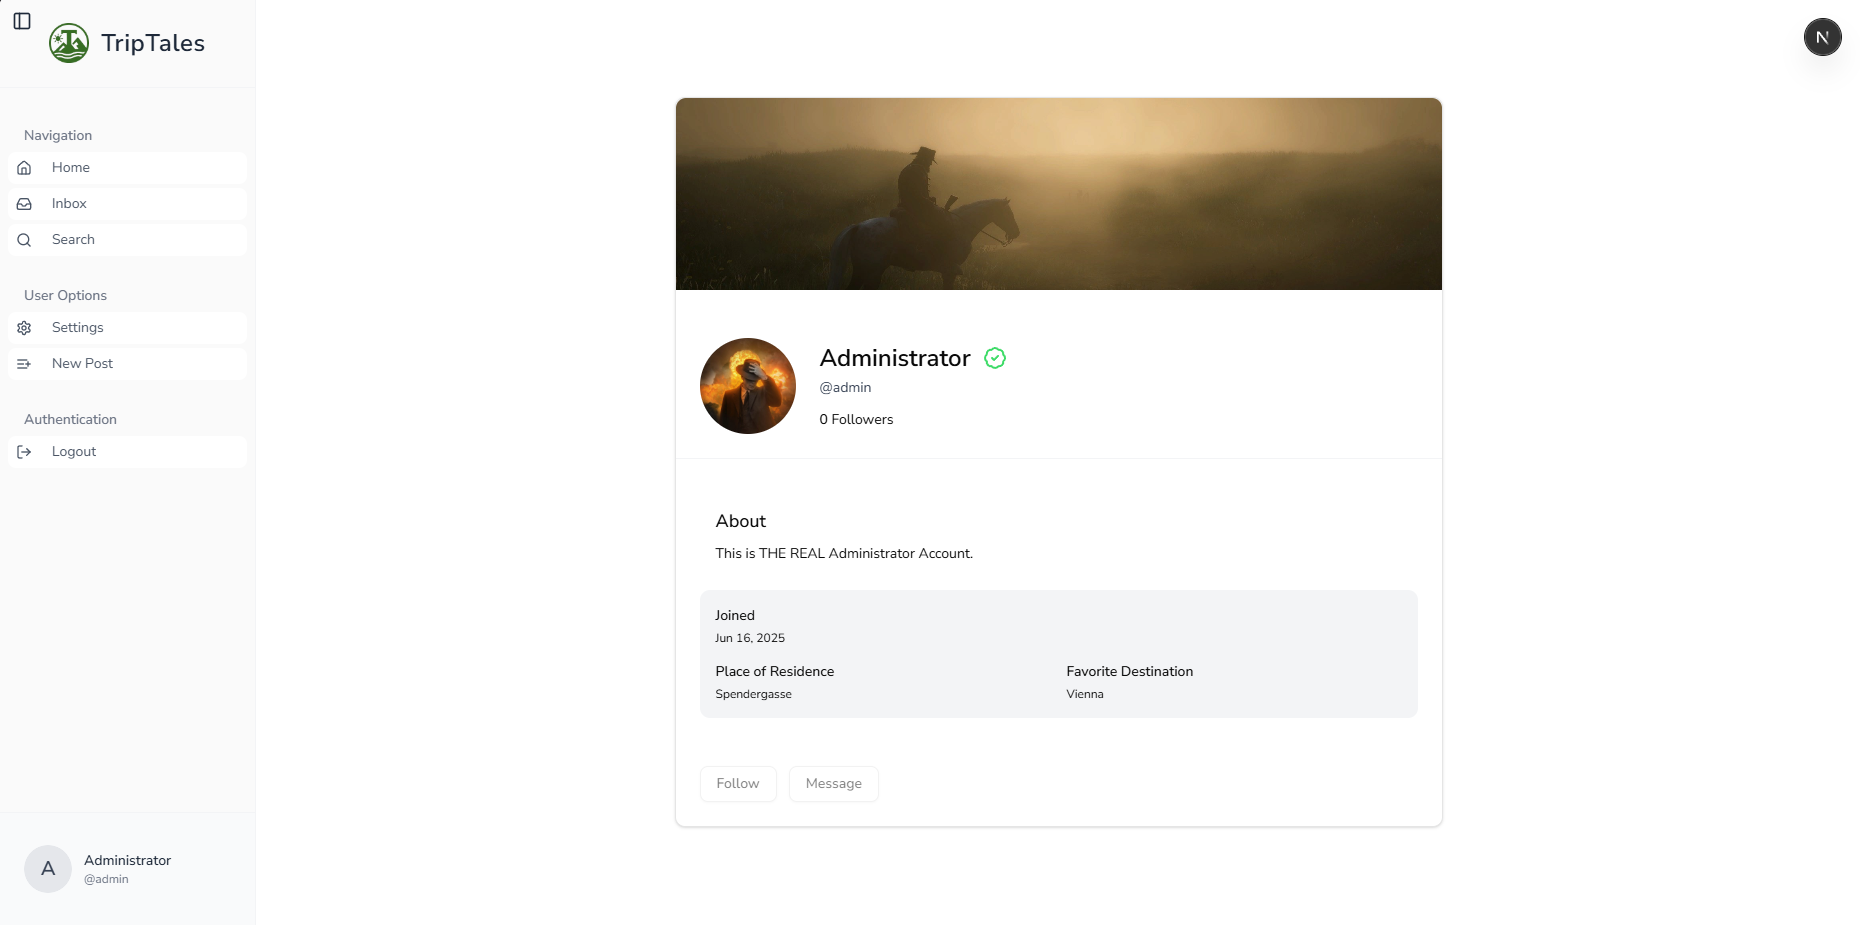 TripTales
Navigation
Home
Inbox
Search
User Options
Settings
New Post
Authentication
Logout
A
Administrator
@admin
N
Administrator
@admin
0 Followers
About
This is THE REAL Administrator Account.
Joined
Jun 16, 2025
Place of Residence
Spendergasse
Favorite Destination
Vienna
Follow
Message